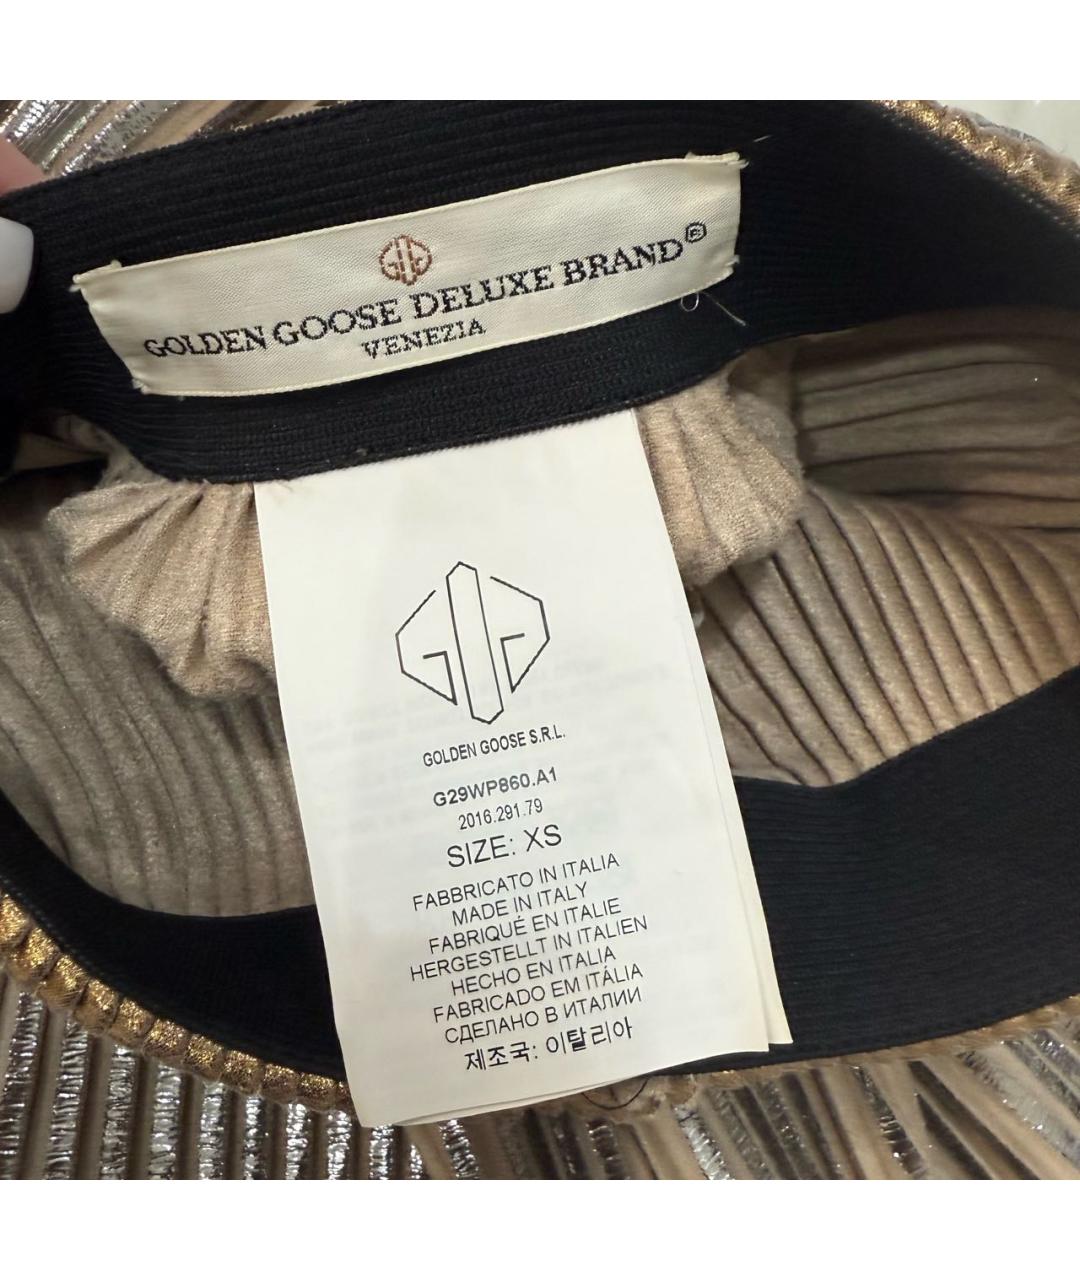 GOLDEN GOOSE DELUXE BRAND®
VENEZIA
GOLDEN GOOSE S.R.L.
G29WP860.A1
2016.291.79
SIZE: XS
FABBRICATO IN ITALIA
MADE IN ITALY
FABRIQUÉ EN ITALIE
HERGESTELLT IN ITALIEN
HECHO EN ITALIA
FABRICADO EM ITÁLIA
СДЕЛАНО В ИТАЛИИ
제조국: 이탈리아